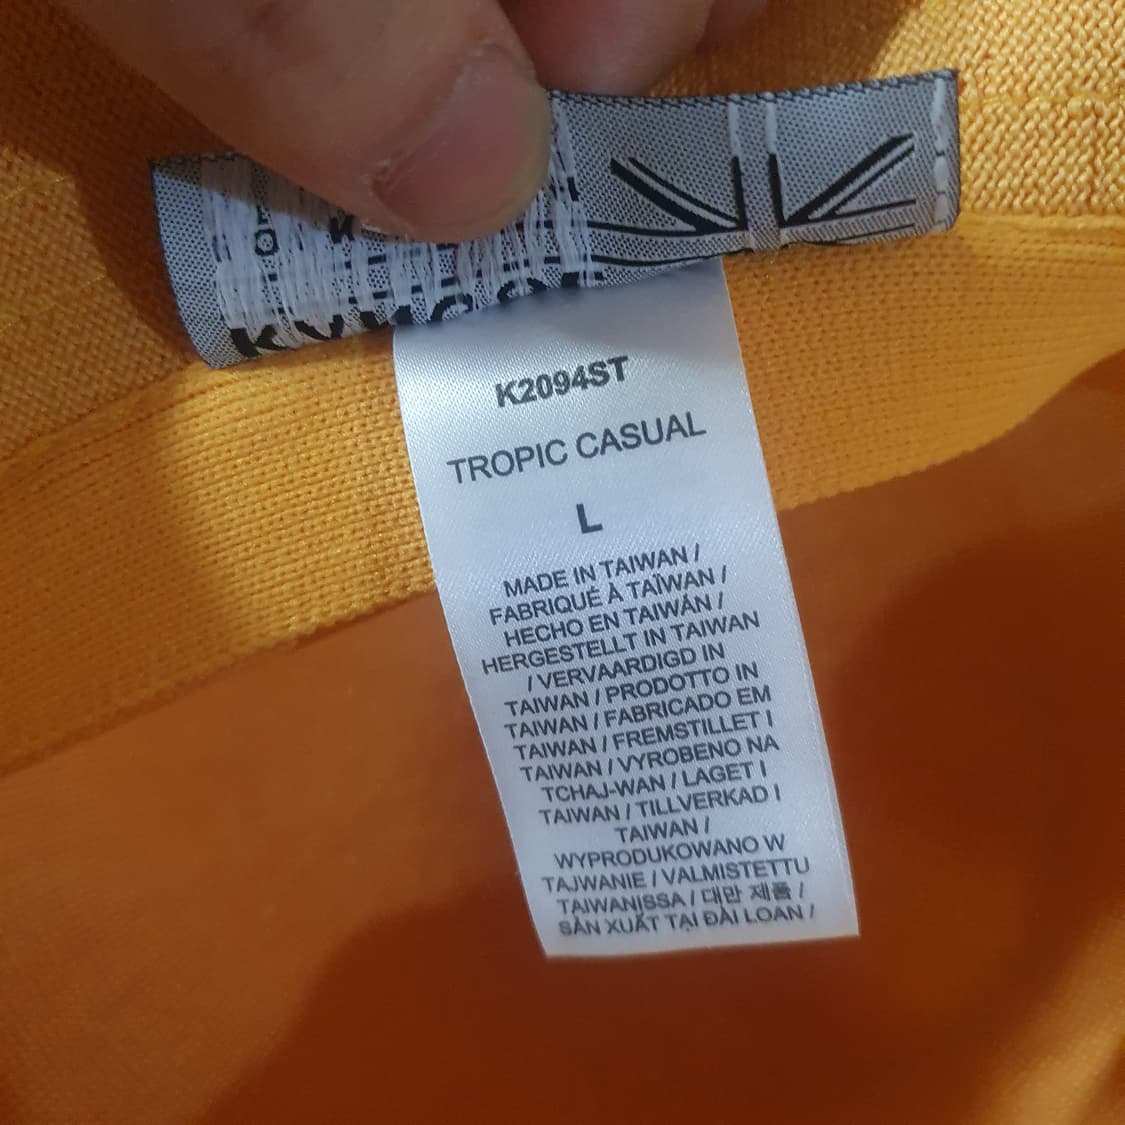 K2094ST
TROPIC CASUAL
L
MADE IN TAIWAN /
FABRIQUÉ À TAÏWAN /
HECHO EN TAIWÁN /
HERGESTELLT IN TAIWAN
/ VERVAARDIGD IN
TAIWAN / PRODOTTO IN
TAIWAN / FABRICADO EM
TAIWAN / FREMSTILLET I
TAIWAN / VYROBENO NA
TCHAJ-WAN / LAGET I
TAIWAN / TILLVERKAD I
TAIWAN /
WYPRODUKOWANO W
TAJWANIE / VALMISTETTU
TAIWANISSA / 대만 제품 /
SẢN XUẤT TẠI ĐÀI LOAN /